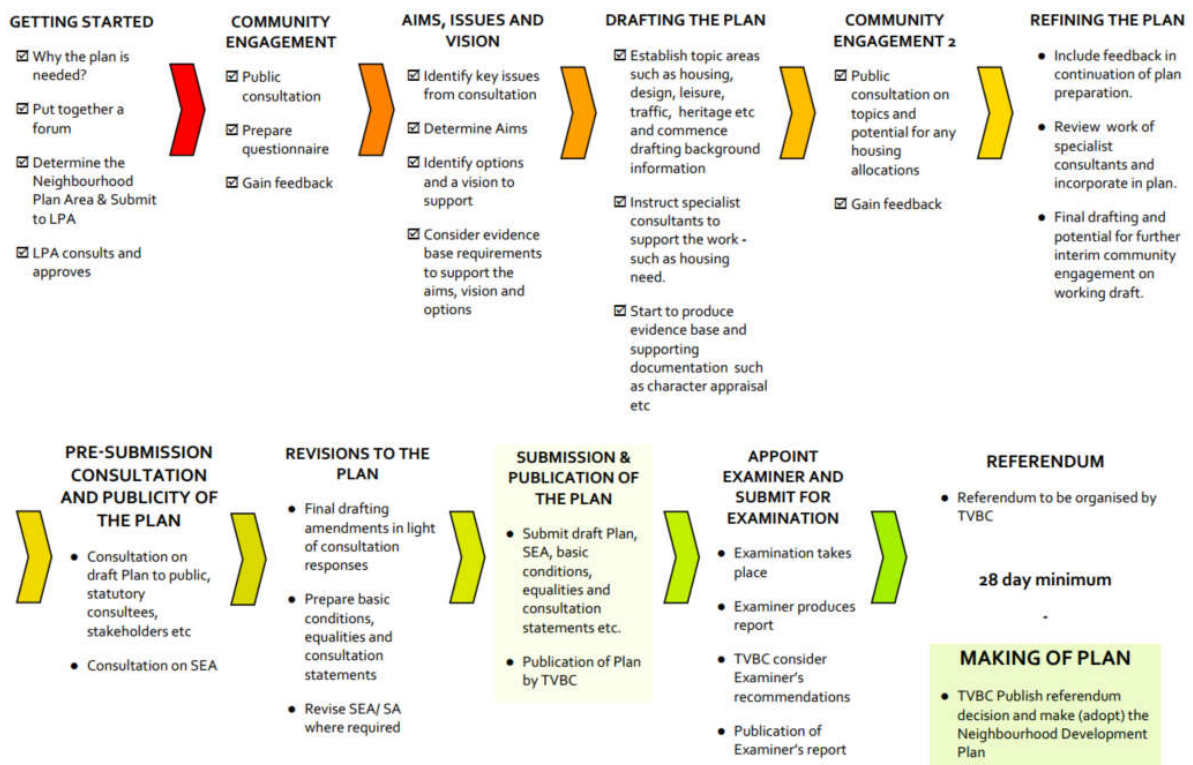 GETTING STARTED
☑ Why the plan is
needed?
☑ Put together a
forum
☑ Determine the
Neighbourhood
Plan Area & Submit
to LPA
☑ LPA consults and
approves
COMMUNITY
ENGAGEMENT
☑ Public
consultation
☑ Prepare
questionnaire
☑ Gain feedback
AIMS, ISSUES AND
VISION
☑ Identify key issues
from consultation
☑ Determine Aims
☑ Identify options
and a vision to
support
☑ Consider evidence
base requirements
to support the
aims, vision and
options
DRAFTING THE PLAN
☑ Establish topic areas
such as housing,
design, leisure,
traffic, heritage etc
and commence
drafting background
information
☑ Instruct specialist
consultants to
support the work -
such as housing
need.
☑ Start to produce
evidence base and
supporting
documentation such
as character appraisal
etc
COMMUNITY
ENGAGEMENT 2
☑ Public
consultation on
topics and
potential for any
housing
allocations
☑ Gain feedback
REFINING THE PLAN
• Include feedback in
continuation of plan
preparation.
• Review work of
specialist
consultants and
incorporate in plan.
• Final drafting and
potential for further
interim community
engagement on
working draft.
PRE-SUBMISSION
CONSULTATION
AND PUBLICITY OF
THE PLAN
• Consultation on
draft Plan to public,
statutory
consultees,
stakeholders etc
• Consultation on SEA
REVISIONS TO THE
PLAN
• Final drafting
amendments in light
of consultation
responses
• Prepare basic
conditions,
equalities and
consultation
statements
• Revise SEA/ SA
where required
SUBMISSION &
PUBLICATION OF
THE PLAN
• Submit draft Plan,
SEA, basic
conditions,
equalities and
consultation
statements etc.
• Publication of Plan
by TVBC
APPOINT
EXAMINER AND
SUBMIT FOR
EXAMINATION
• Examination takes
place
• Examiner produces
report
• TVBC consider
Examiner's
recommendations
• Publication of
Examiner's report
REFERENDUM
• Referendum to be organised by
TVBC
28 day minimum
-
MAKING OF PLAN
• TVBC Publish referendum
decision and make (adopt) the
Neighbourhood Development
Plan